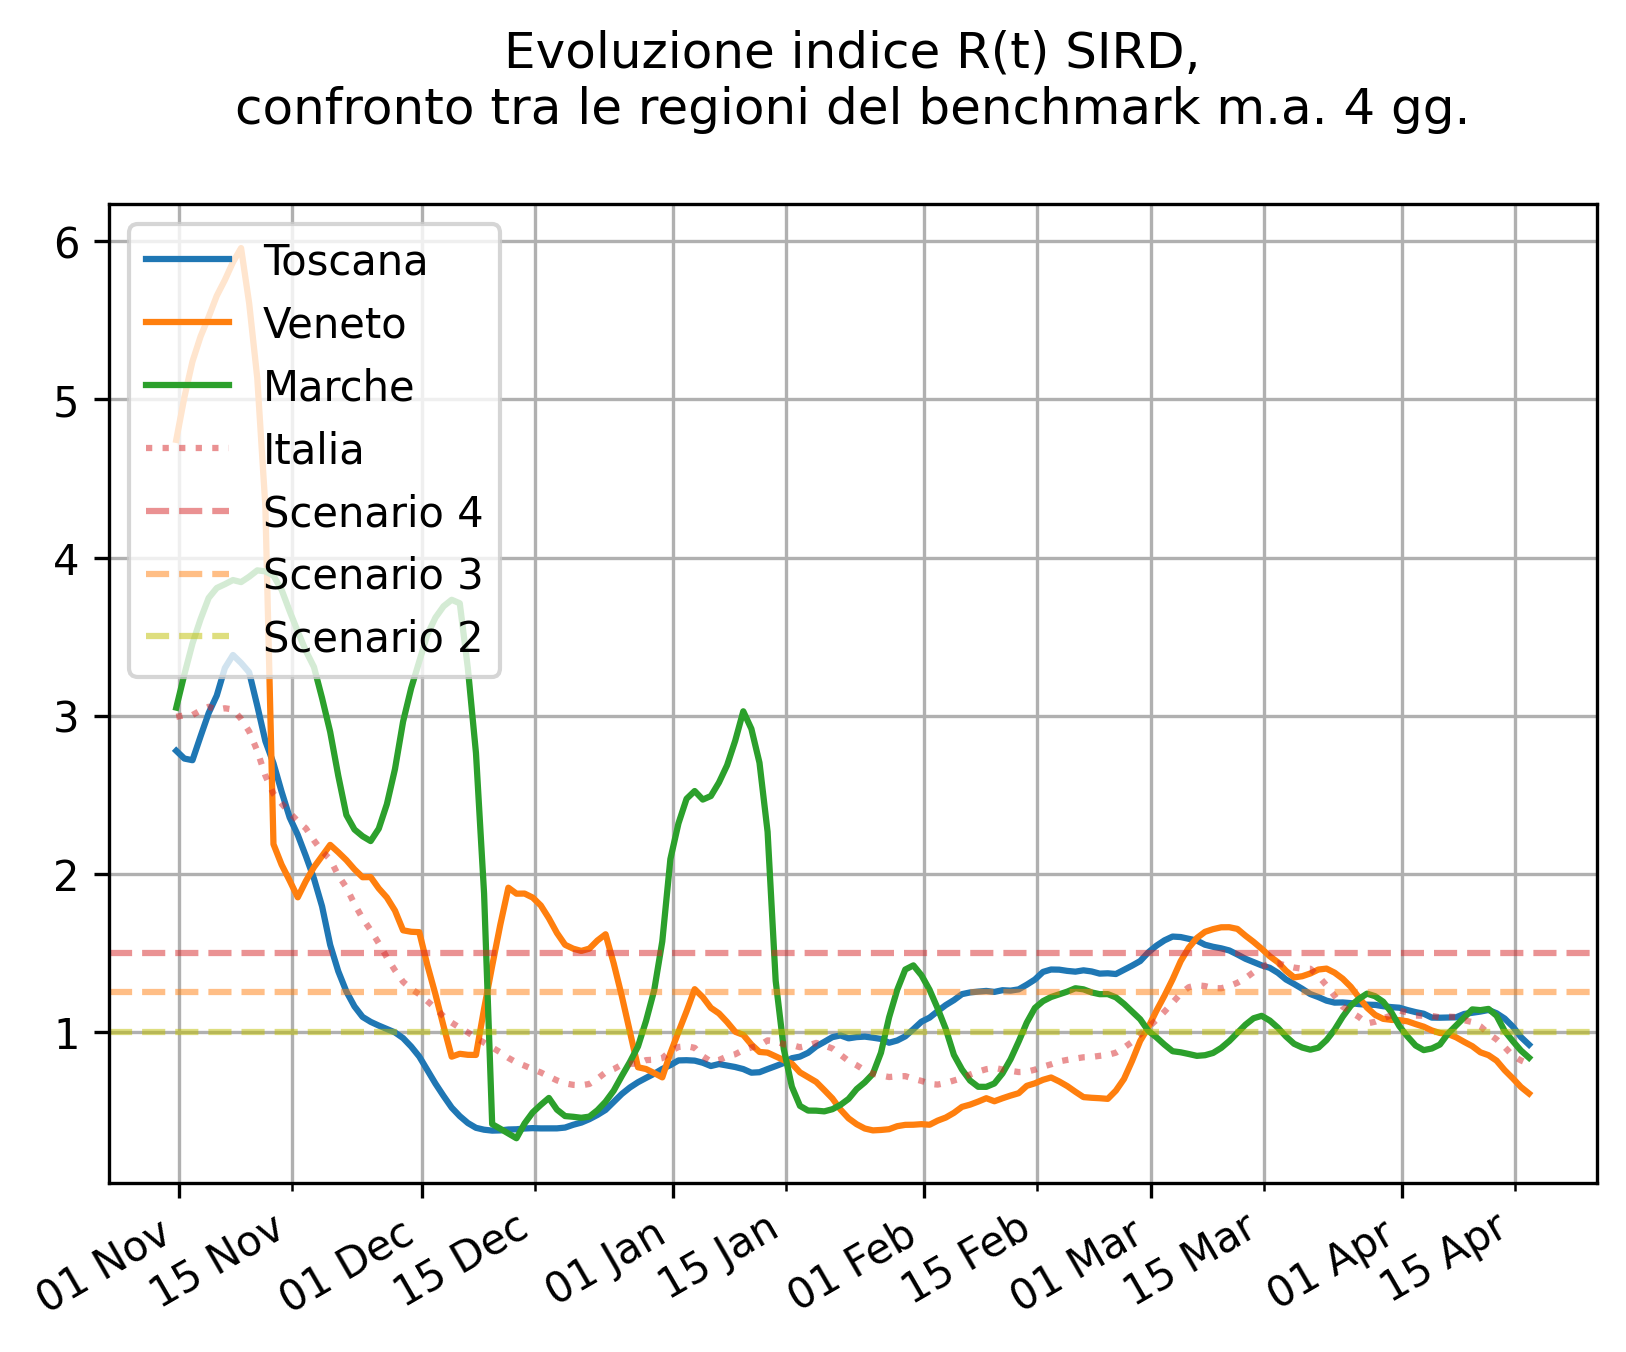 Evoluzione indice R(t) SIRD,
confronto tra le regioni del benchmark m.a. 4 gg.
6
5
4
3
2
1
Toscana
Veneto
Marche
Italia
Scenario 4
Scenario 3
Scenario 2
01 Nov
15 Nov
01 Dec
15 Dec
01 Jan
15 Jan
01 Feb
15 Feb
01 Mar
15 Mar
01 Apr
15 Apr